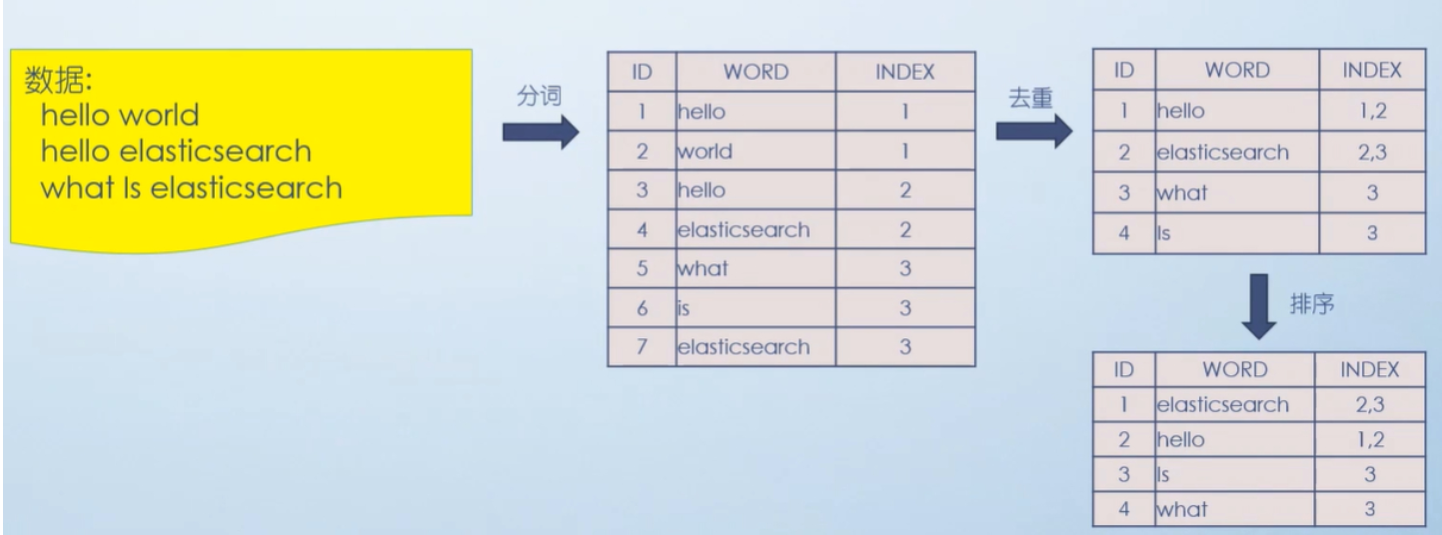 数据:
hello world
hello elasticsearch
what Is elasticsearch
分词
ID WORD INDEX
1 hello 1
2 world 1
3 hello 2
4 elasticsearch 2
5 what 3
6 is 3
7 elasticsearch 3
去重
ID WORD INDEX
1 hello 1,2
2 elasticsearch 2,3
3 what 3
4 Is 3
排序
ID WORD INDEX
1 elasticsearch 2,3
2 hello 1,2
3 Is 3
4 what 3